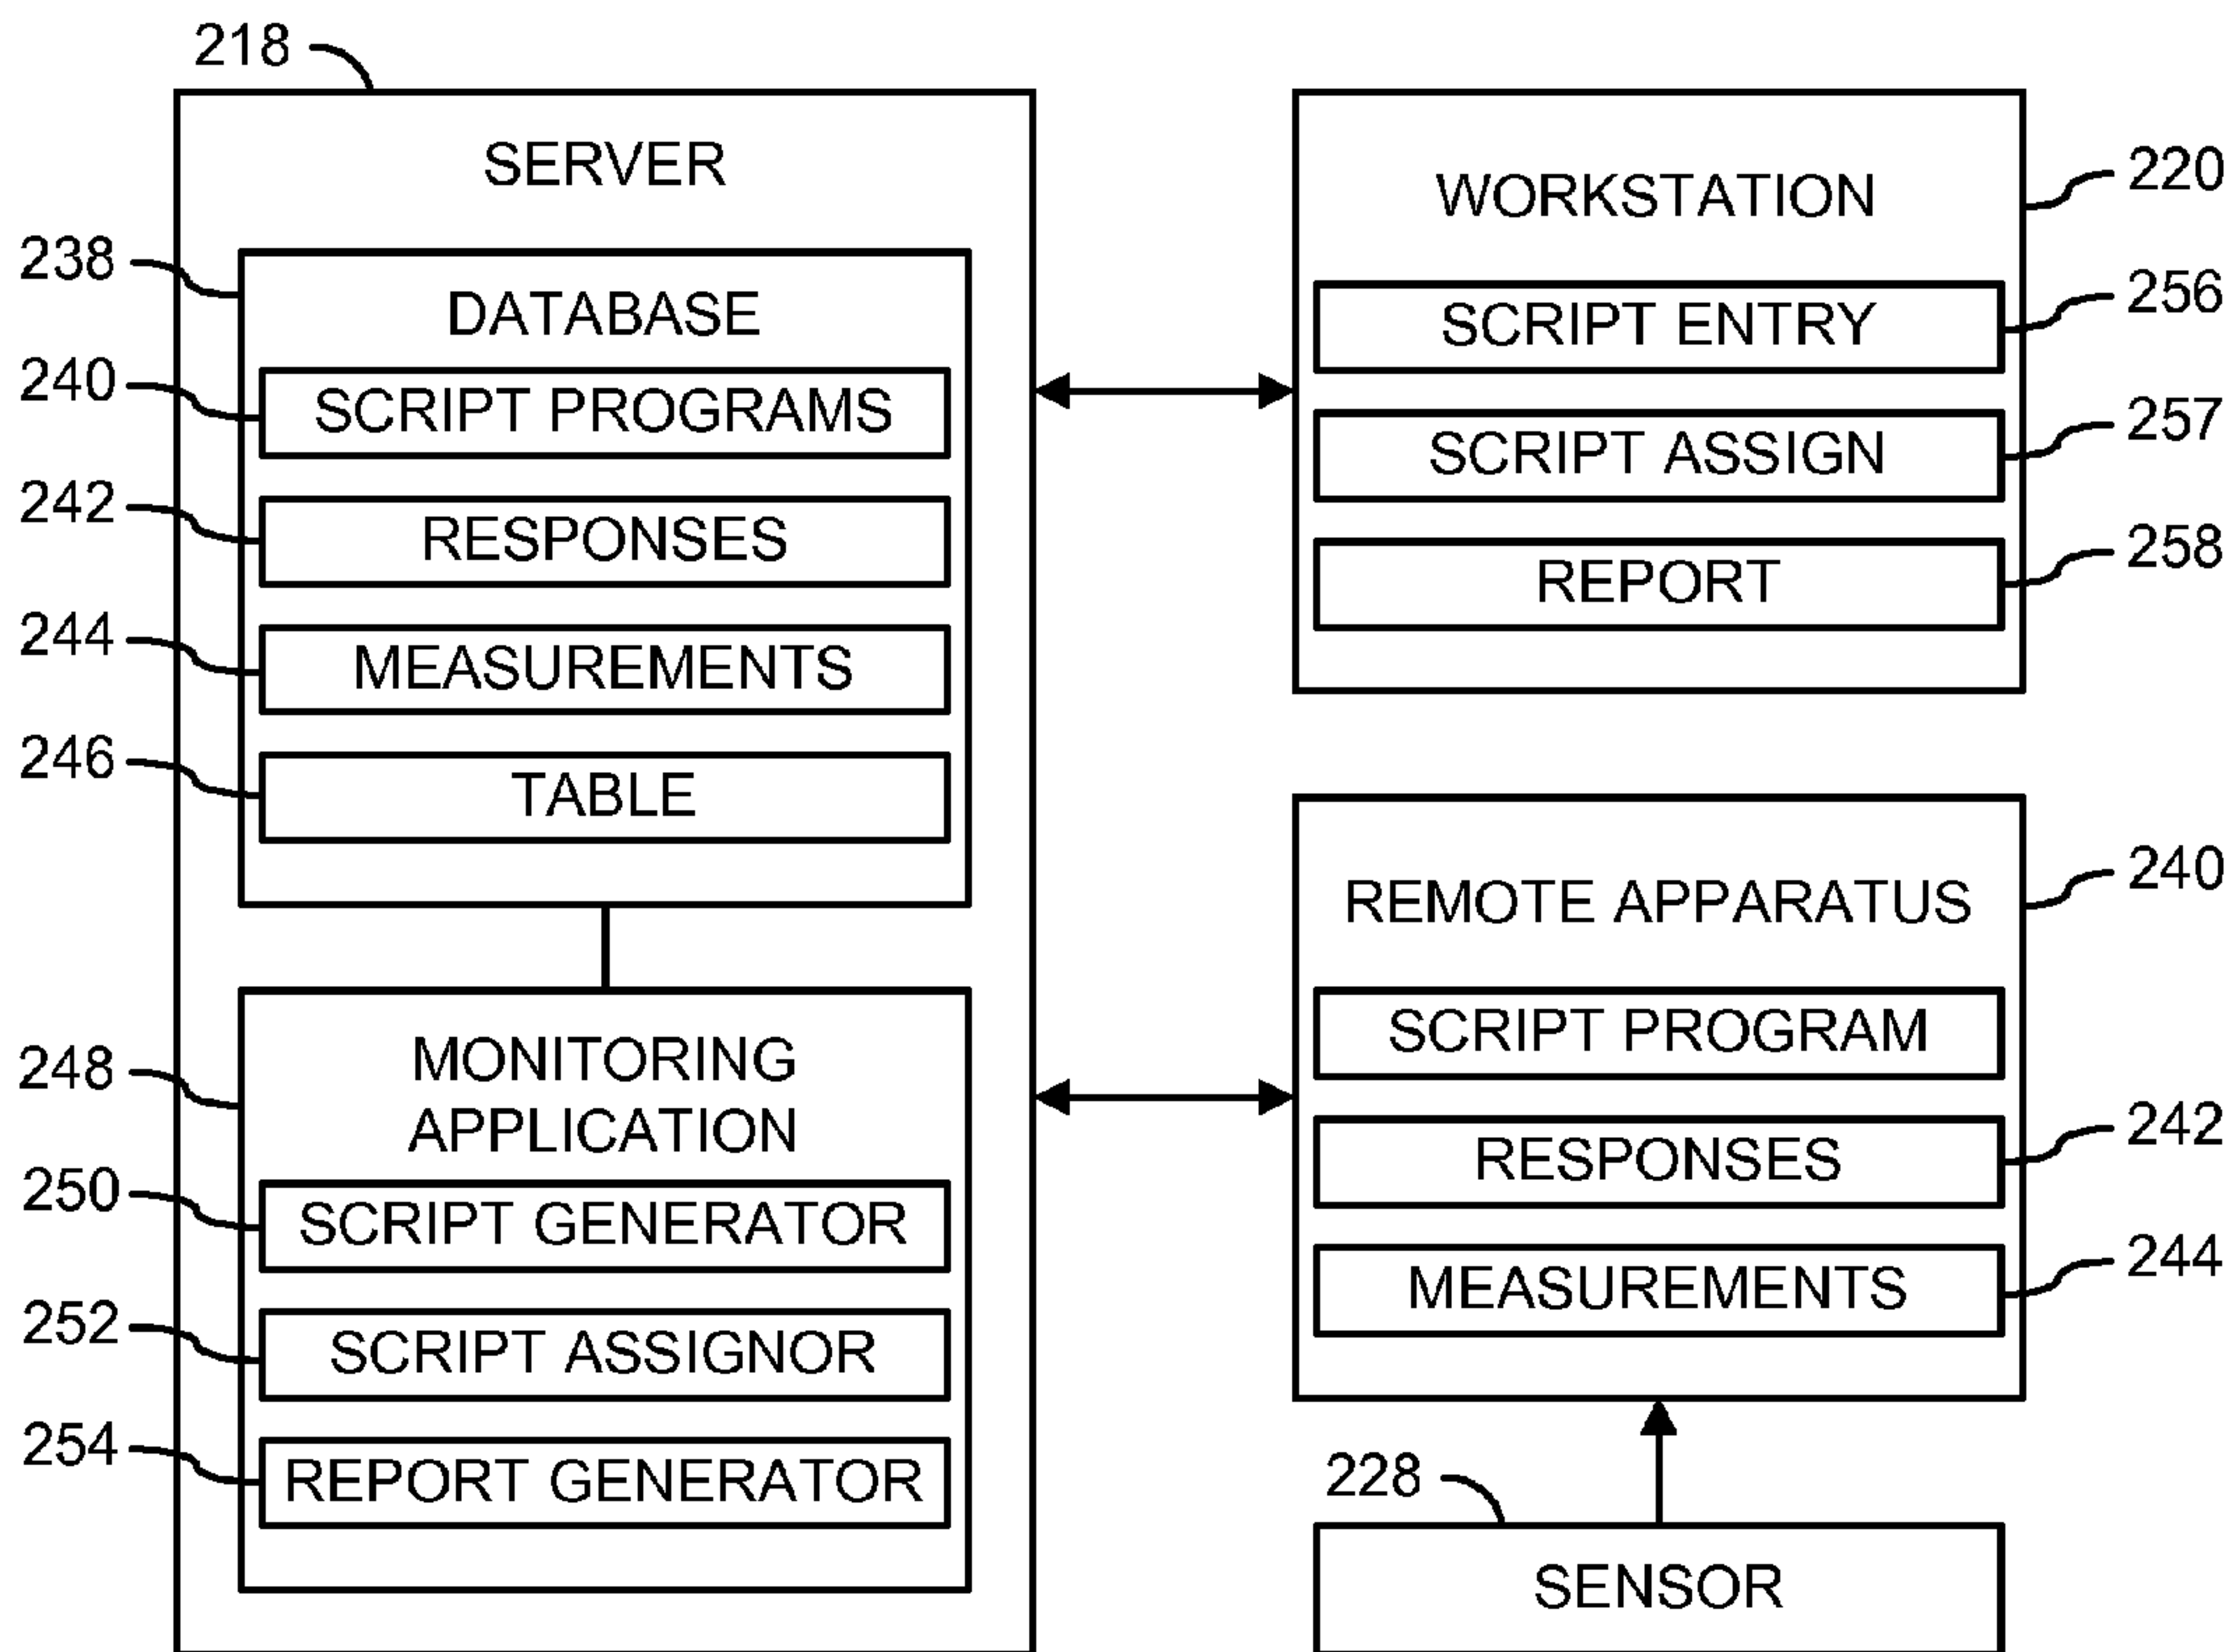 218
SERVER
238
DATABASE
240
SCRIPT PROGRAMS
242
RESPONSES
244
MEASUREMENTS
246
TABLE
248
MONITORING
APPLICATION
250
SCRIPT GENERATOR
252
SCRIPT ASSIGNOR
254
REPORT GENERATOR
WORKSTATION
220
SCRIPT ENTRY
256
SCRIPT ASSIGN
257
REPORT
258
REMOTE APPARATUS
240
SCRIPT PROGRAM
RESPONSES
242
MEASUREMENTS
244
228
SENSOR